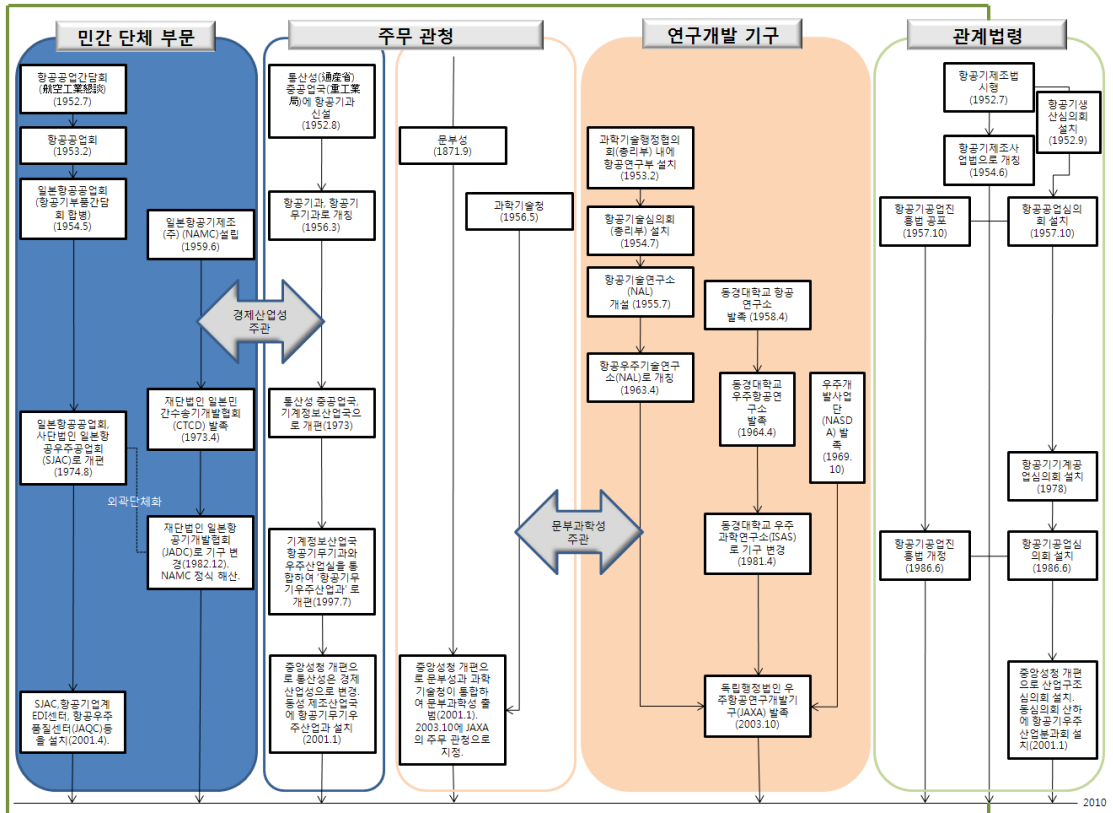 민간 단체 부문
주무 관청
연구개발 기구
관계법령
항공공업간담회
(航空工業懇談)
(1952.7)
항공공업회
(1953.2)
일본항공공업회
(항공기부품간담
회 합병)
(1954.5)
일본항공기제조
(주) (NAMC)설립
(1959.6)
재단법인 일본민
간수송기개발협회
(CTCD) 발족
(1973.4)
일본항공공업회,
사단법인 일본항
공우주공업회
(SJAC)로 개편
(1974.8)
외곽단체화
재단법인 일본항
공기개발협회
(JADC)로 기구 변
경(1982.12).
NAMC 정식 해산.
SJAC,항공기업계
EDI센터, 항공우주
품질센터(JAQC)등
을 설치(2001.4).
경제산업성
주관
통산성(通産省)
중공업국(重工業
局)에 항공기과
신설
(1952.8)
항공기과, 항공기
무기과로 개칭
(1956.3)
통산성 중공업국,
기계정보산업국으
로 개편(1973)
기계정보산업국
항공기무기과와
우주산업실을 통
합하여 '항공기무
기우주산업과' 로
개편(1997.7)
중앙성청 개편으
로 통산성은 경제
산업성으로 변경.
동성 제조산업국
에 항공기무기우
주산업과 설치
(2001.1)
문부성
(1871.9)
과학기술청
(1956.5)
중앙성청 개편으
로 문부성과 과학
기술청이 통합하
여 문부과학성 출
범(2001.1).
2003.10에 JAXA
의 주무 관청으로
지정.
문부과학성
주관
과학기술행정협의
회(총리부) 내에
항공연구부 설치
(1953.2)
항공기술심의회
(총리부) 설치
(1954.7)
항공기술연구소
(NAL)
개설 (1955.7)
항공우주기술연구
소(NAL)로 개칭
(1963.4)
동경대학교 항공
연구소
발족 (1958.4)
동경대학교
우주항공연구
소
발족
(1964.4)
우주개
발사업
단
(NASD
A) 발
족
(1969.
10)
동경대학교 우주
과학연구소(ISAS)
로 기구 변경
(1981.4)
독립행정법인 우
주항공연구개발기
구(JAXA) 발족
(2003.10)
항공기제조법
시행
(1952.7)
항공기생
산심의회
설치
(1952.9)
항공기제조사
업법으로 개칭
(1954.6)
항공기공업진
흥법 공포
(1957.10)
항공공업심의
회 설치
(1957.10)
항공기기계공
업심의회 설치
(1978)
항공기공업진
흥법 개정
(1986.6)
항공기공업심
의회 설치
(1986.6)
중앙성청 개편
으로 산업구조
심의회 설치.
동심의회 산하
에 항공기우주
산업분과회 설
치(2001.1)
2010